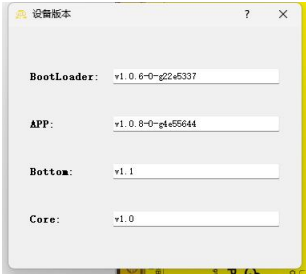 设备版本
BootLoader: v1.0.6-0-g22e5337
APP: v1.0.8-0-g4e55644
Bottom: v1.1
Core: v1.0